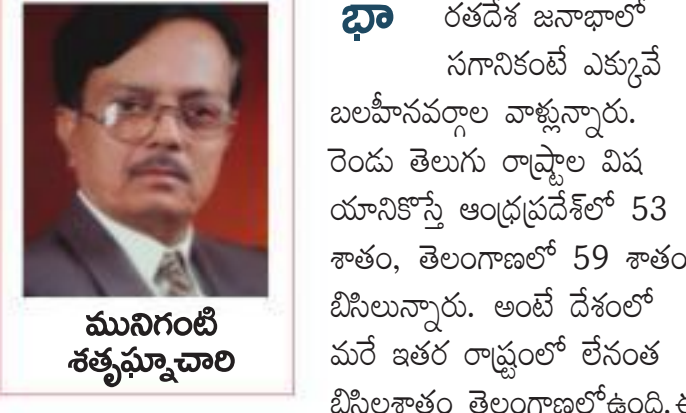 మునిగంటి
శతృఘ్నాచారి
భారతదేశ జనాభాలో
సగానికంటే ఎక్కువే
బలహీనవర్గాల వాళ్లున్నారు.
రెండు తెలుగు రాష్ట్రాల విష
యానికొస్తే ఆంధ్రప్రదేశ్‌లో 53
శాతం, తెలంగాణలో 59 శాతం
బిసిలున్నారు. అంటే దేశంలో
మరే ఇతర రాష్ట్రంలో లేనంత
బిసిలశాతం తెలంగాణలోఉంది.ఈ